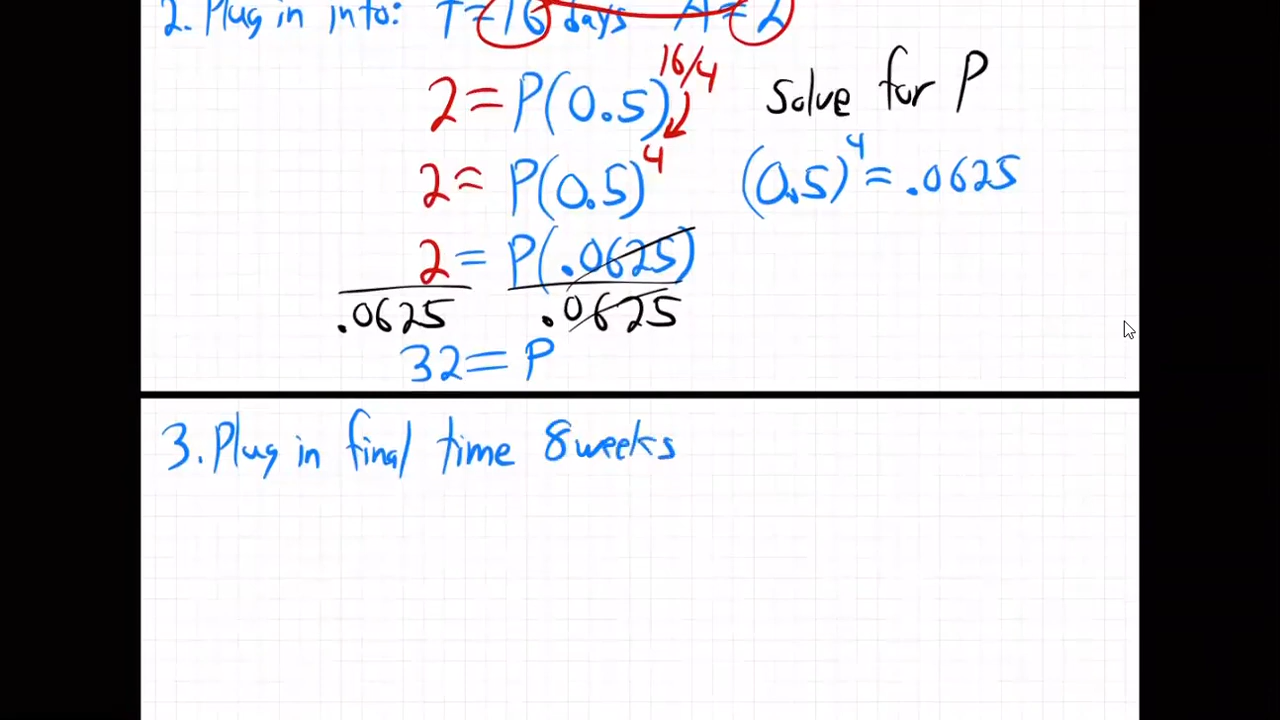 2. Plug in into: T=16 days A=2
2=P(0.5)^16/4 solve for P
2=P(0.5)^4 (0.5)^4=.0625
2=P(.0625)
.0625 .0625
32=P
3. Plug in final time 8 weeks